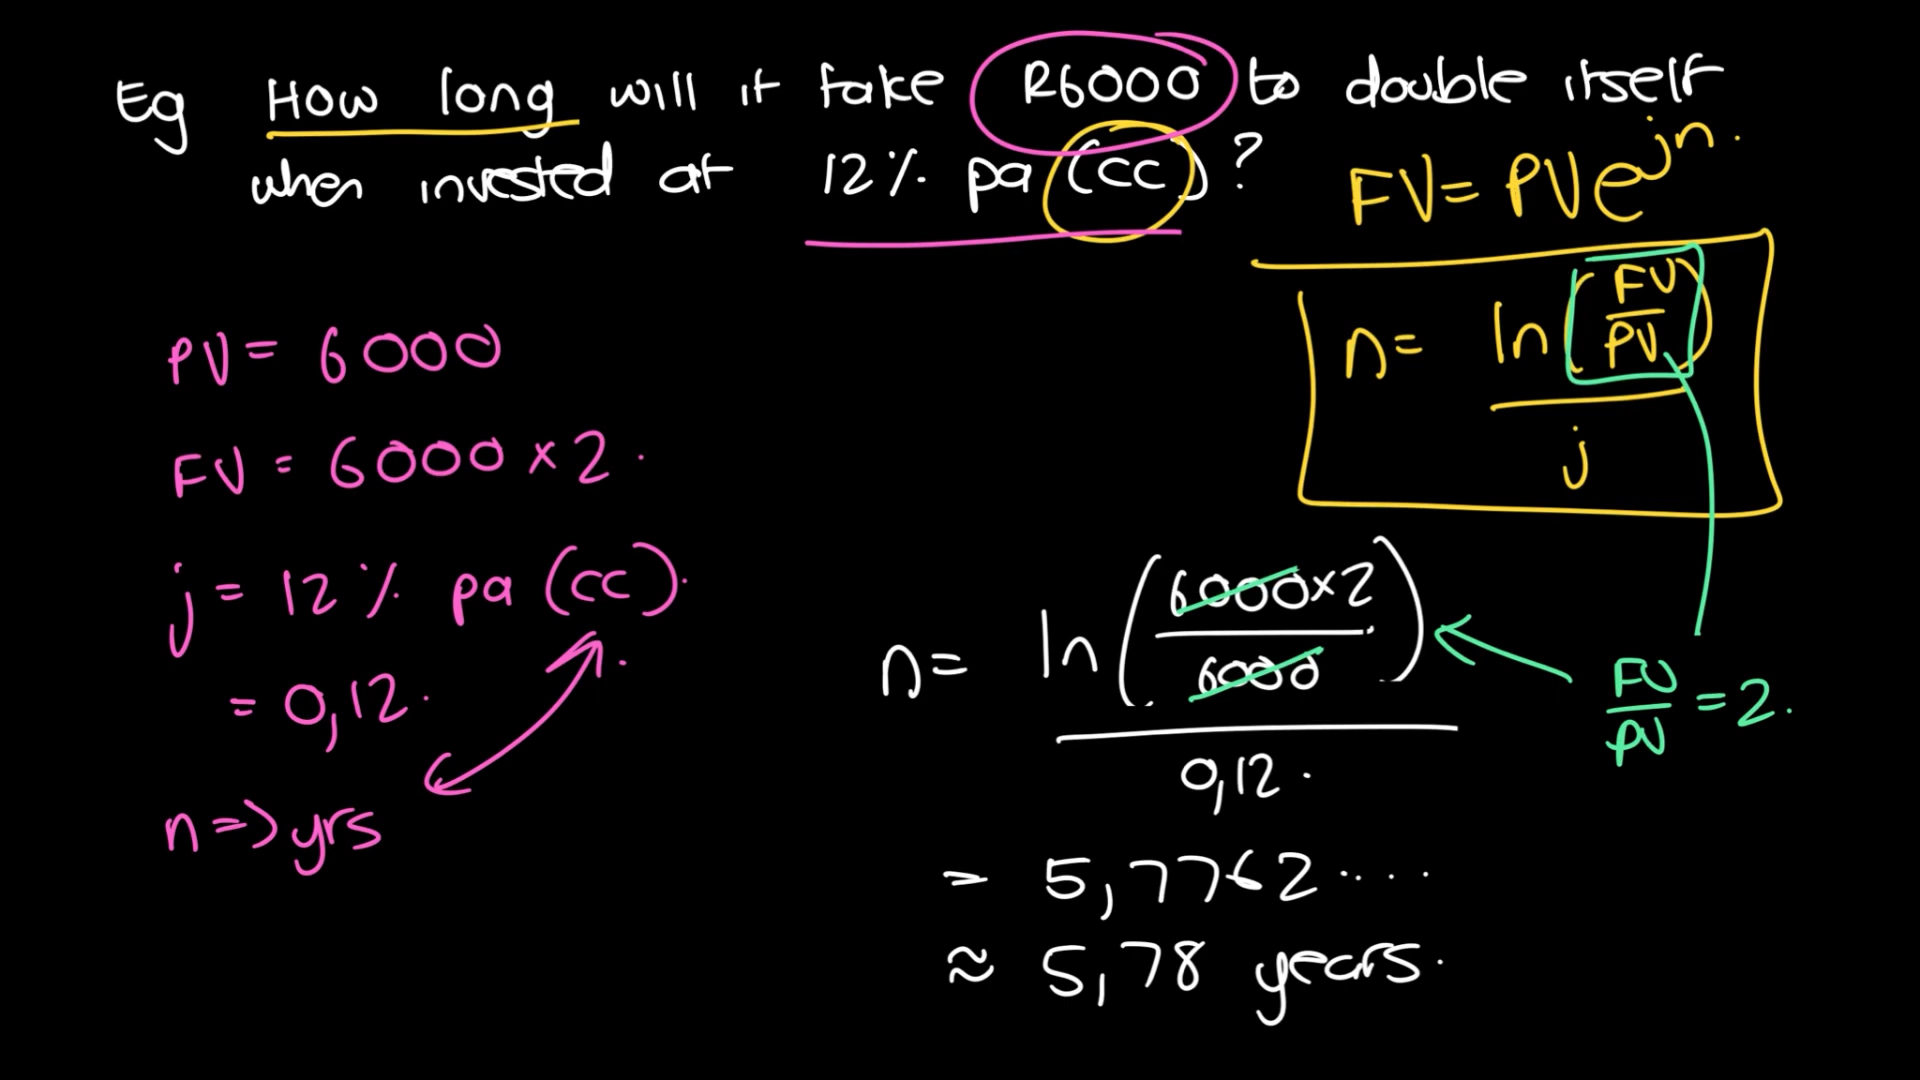 Eg How long will it take R6000 to double itself
when invested at 12% pa (cc)?
FV = PVe^jn.
n = ln(FV/PV)/j
PV = 6000
FV = 6000 × 2.
j = 12% pa (cc).
= 0,12.
n => yrs
n = ln(6000×2/6000)/0,12.
FV/PV = 2.
= 5,7762....
≈ 5,78 years.